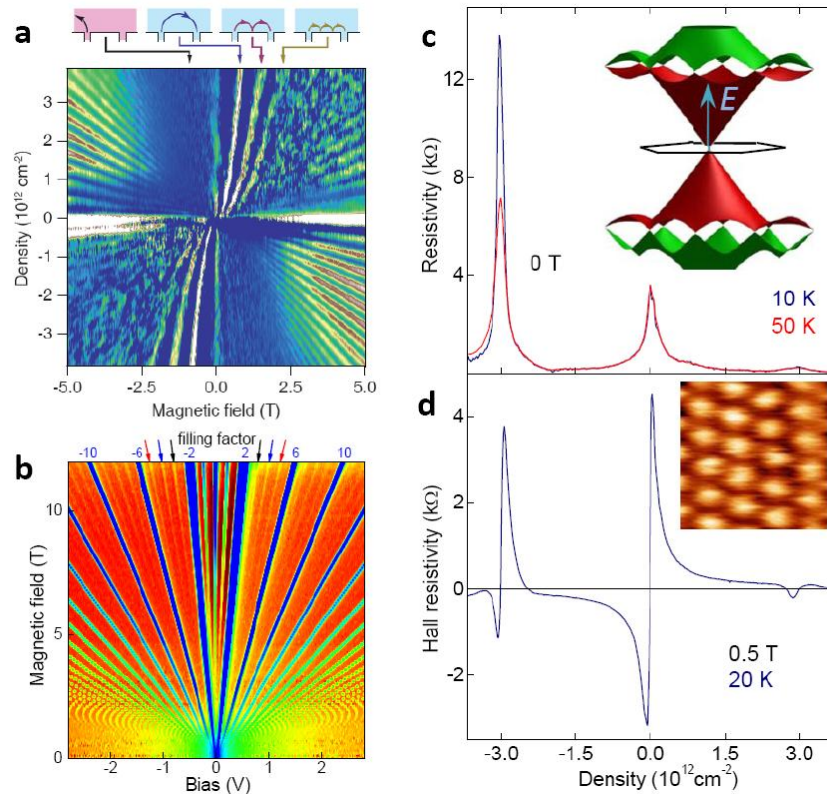 a
Density (10¹² cm⁻²)
3
2
1
0
-1
-2
-3
-5.0 -2.5 0.0 2.5 5.0
Magnetic field (T)
b
filling factor
-10 -6 -2 2 6 10
Magnetic field (T)
10
5
0
-2 -1 0 1 2
Bias (V)
c
Resistivity (kΩ)
12
8
4
E
0 T
10 K
50 K
d
Hall resistivity (kΩ)
4
2
0
-2
0.5 T
20 K
-3.0 -1.5 0.0 1.5 3.0
Density (10¹²cm⁻²)